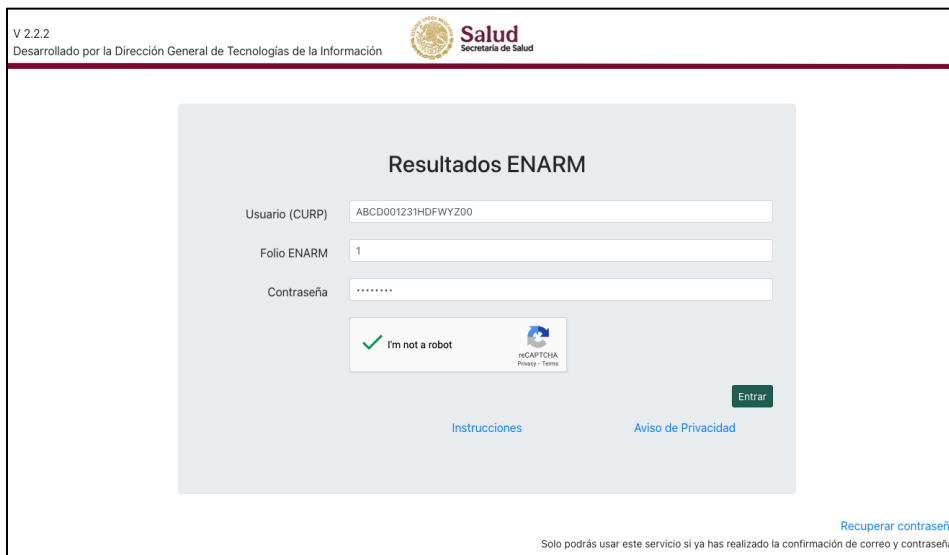 V 2.2.2
Desarrollado por la Dirección General de Tecnologías de la Información
Salud
Secretaría de Salud
Resultados ENARM
Usuario (CURP) ABCD001231HDFWYZ00
Folio ENARM 1
Contraseña ········
I'm not a robot
reCAPTCHA
Privacy - Terms
Entrar
Instrucciones Aviso de Privacidad
Recuperar contraseñ
Solo podrás usar este servicio si ya has realizado la confirmación de correo y contraseña